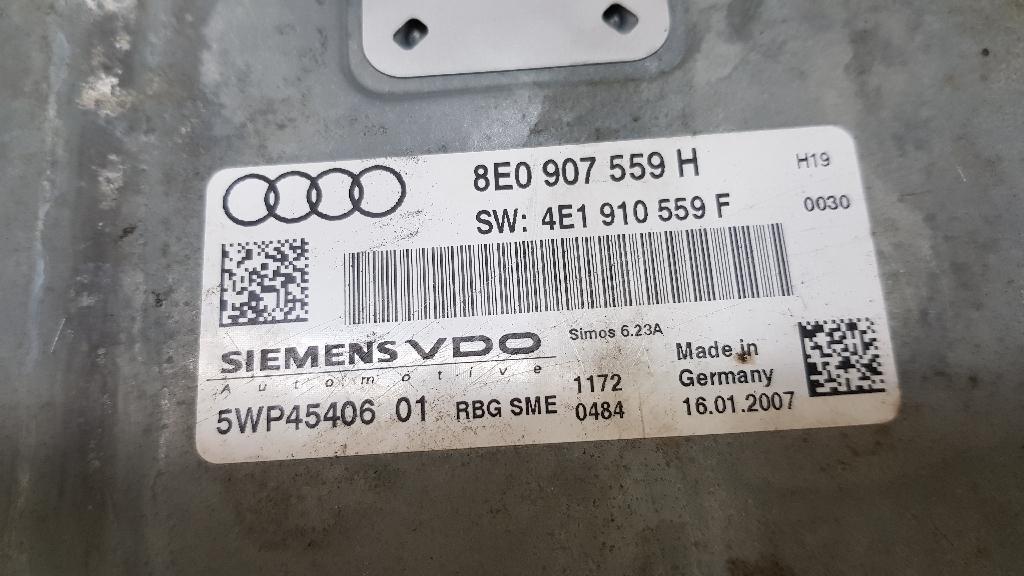 8E0 907 559 H
H19
SW: 4E1 910 559 F
0030
SIEMENS VDO
Automotive
Simos 6.23A
Made in
Germany
16.01.2007
5WP45406 01
RBG SME
1172
0484